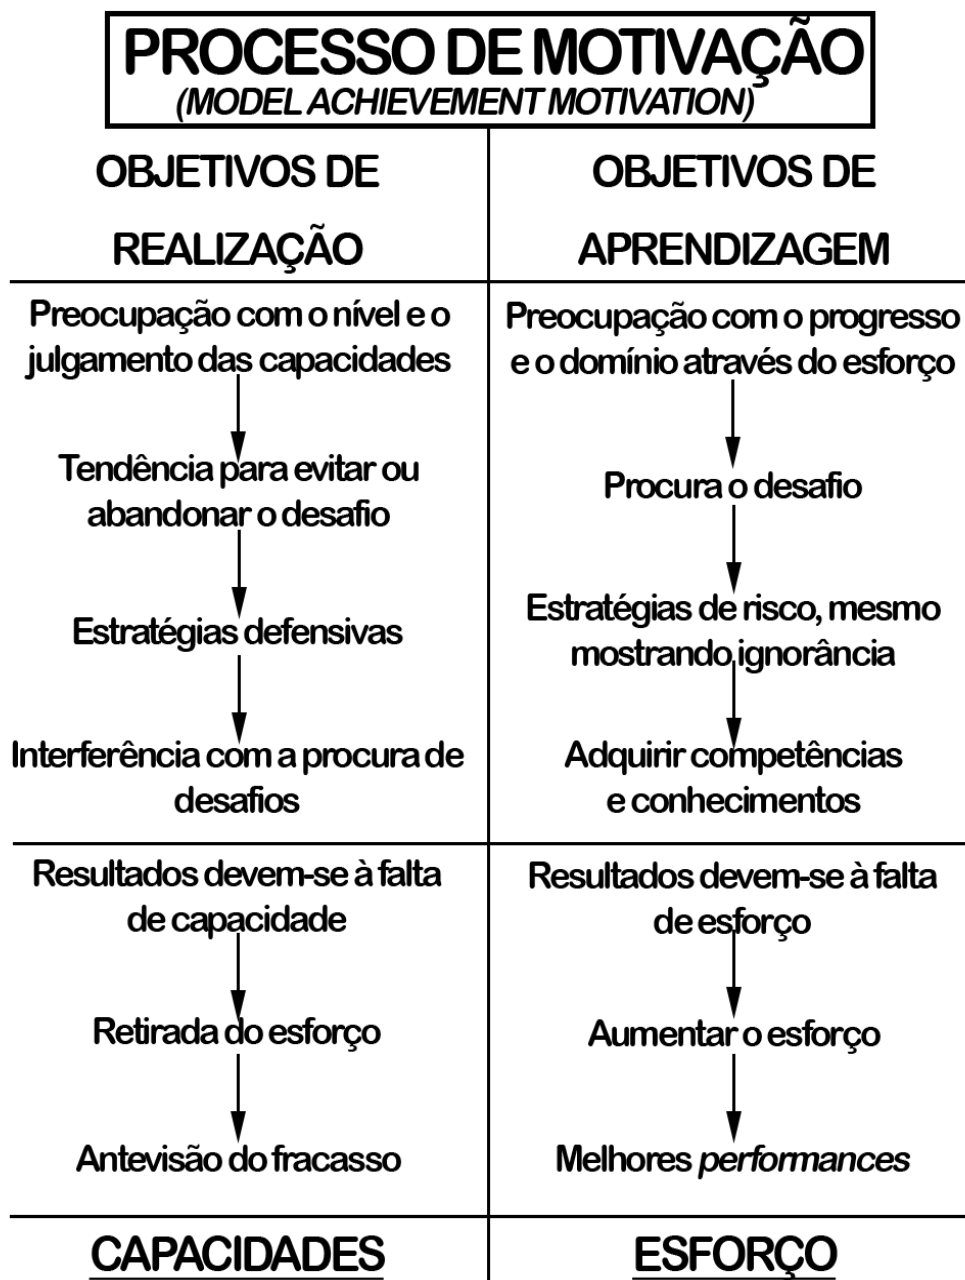 PROCESSO DE MOTIVAÇÃO
(MODEL ACHIEVEMENT MOTIVATION)
OBJETIVOS DE
REALIZAÇÃO
Preocupação com o nível e o
julgamento das capacidades
Tendência para evitar ou
abandonar o desafio
Estratégias defensivas
Interferência com a procura de
desafios
Resultados devem-se à falta
de capacidade
Retirada do esforço
Antevisão do fracasso
CAPACIDADES
OBJETIVOS DE
APRENDIZAGEM
Preocupação com o progresso
e o domínio através do esforço
Procura o desafio
Estratégias de risco, mesmo
mostrando ignorância
Adquirir competências
e conhecimentos
Resultados devem-se à falta
de esforço
Aumentar o esforço
Melhores performances
ESFORÇO